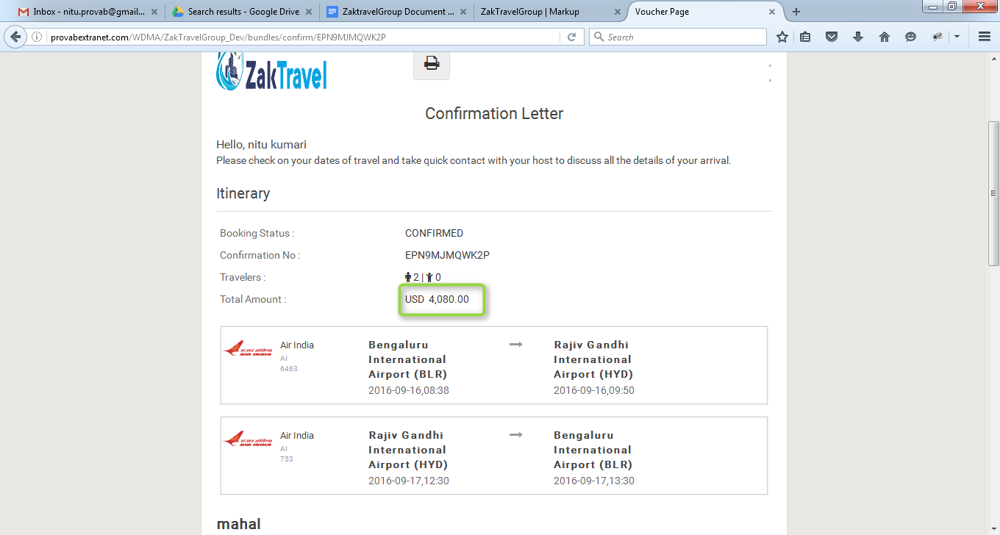 Inbox - nitu.provab@gmail...
Search results - Google Drive
ZaktravelGroup Document ...
ZakTravelGroup | Markup
Voucher Page
provabextranet.com/WDMA/ZakTravelGroup_Dev/bundles/confirm/EPN9MJMQWK2P
Search
ZakTravel
,
,
Confirmation Letter
Hello, nitu kumari
Please check on your dates of travel and take quick contact with your host to discuss all the details of your arrival.
Itinerary
Booking Status : CONFIRMED
Confirmation No : EPN9MJMQWK2P
Travelers : 2 | 0
Total Amount : USD 4,080.00
Air India
AI
6463
Bengaluru
International
Airport (BLR)
2016-09-16,08:38
Rajiv Gandhi
International
Airport (HYD)
2016-09-16,09:50
AIR INDIA
Air India
AI
753
Rajiv Gandhi
International
Airport (HYD)
2016-09-17,12:30
Bengaluru
International
Airport (BLR)
2016-09-17,13:30
AIR INDIA
mahal